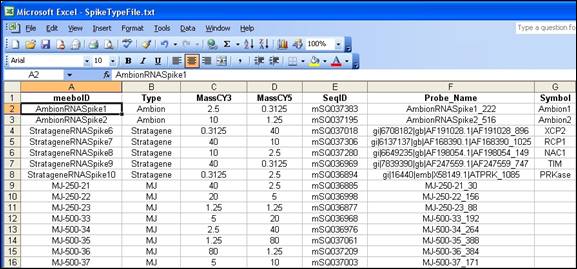 Microsoft Excel - SpikeTypeFile.txt
File Edit View Insert Format Tools Data Window Help Type a question for
100%
Arial 10 B I U $ % ,
A2 fx AmbionRNASpike1
A B C D E F G
1 meeboID Type MassCY3 MassCY5 SeqID Probe_Name Symbol
2 AmbionRNASpike1 Ambion 2.5 0.3125 mSQ037383 AmbionRNASpike1_222 Ambion1
3 AmbionRNASpike2 Ambion 10 1.25 mSQ037195 AmbionRNASpike2_516 Ambion2
4 StratageneRNASpike6 Stratagene 0.3125 40 mSQ037018 gi|6708182|gb|AF191028.1|AF191028_896 XCP2
5 StratageneRNASpike7 Stratagene 40 10 mSQ037306 gi|6137137|gb|AF168390.1|AF168390_1025 RCP1
6 StratageneRNASpike8 Stratagene 10 2.5 mSQ037280 gi|6649235|gb|AF198054.1|AF198054_149 NAC1
7 StratageneRNASpike9 Stratagene 40 0.3125 mSQ036969 gi|7839390|gb|AF247559.1|AF247559_747 TIM
8 StratageneRNASpike10 Stratagene 0.3125 2.5 mSQ036894 gi|16440|emb|X58149.1|ATPRK_1085 PRKase
9 MJ-250-21 MJ 40 2.5 mSQ036885 MJ-250-21_30
10 MJ-250-22 MJ 20 5 mSQ036998 MJ-250-22_156
11 MJ-250-23 MJ 1.25 1.25 mSQ036877 MJ-250-23_88
12 MJ-500-33 MJ 5 20 mSQ036968 MJ-500-33_192
13 MJ-500-34 MJ 2.5 40 mSQ036976 MJ-500-34_264
14 MJ-500-35 MJ 1.25 80 mSQ037061 MJ-500-35_388
15 MJ-500-36 MJ 80 1.25 mSQ037209 MJ-500-36_384
16 MJ-500-37 MJ 5 10 mSQ037003 MJ-500-37_171